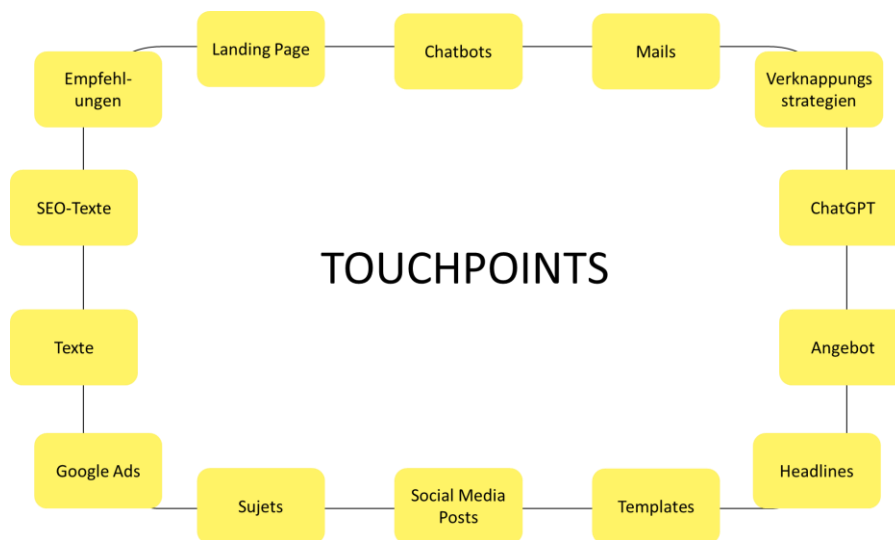 Landing Page
Chatbots
Mails
Empfehl-
ungen
Verknappungs
strategien
SEO-Texte
ChatGPT
TOUCHPOINTS
Texte
Angebot
Google Ads
Headlines
Sujets
Social Media
Posts
Templates